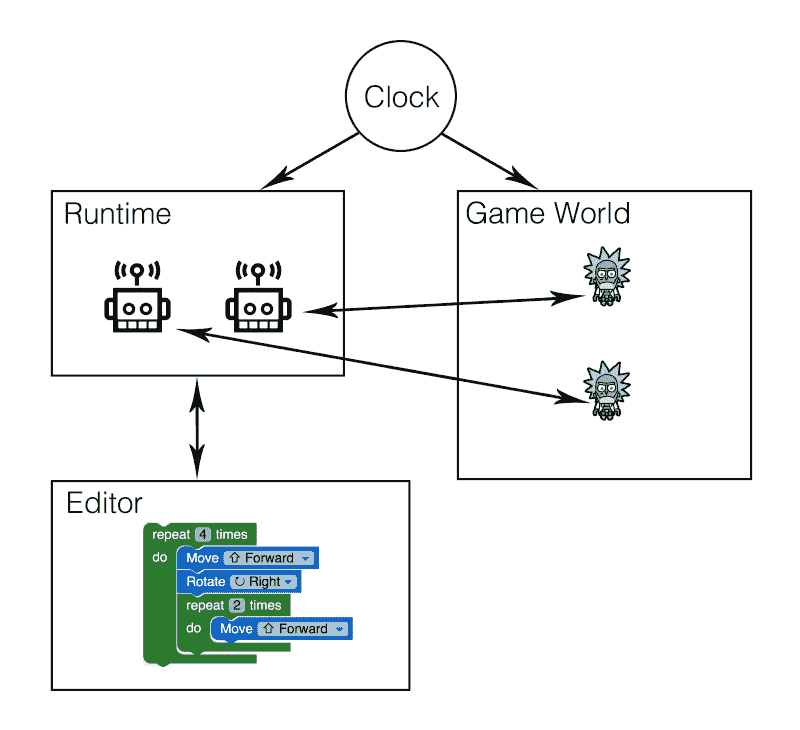 Clock
Runtime
Game World
Editor
repeat 4 times
do Move Forward
Rotate Right
repeat 2 times
do Move Forward